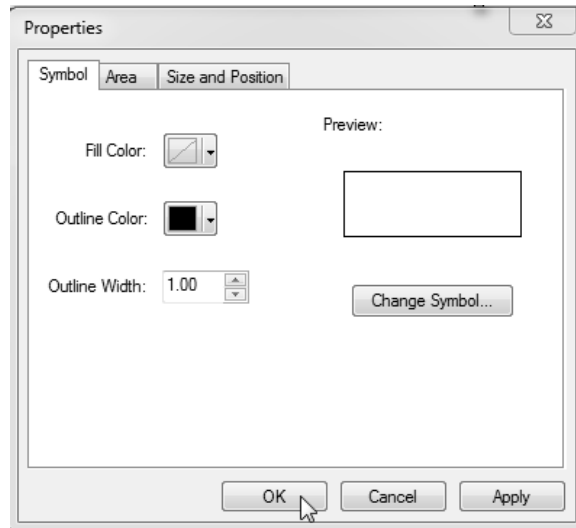 Properties
Symbol Area Size and Position
Preview:
Fill Color:
Outline Color:
Outline Width: 1.00
Change Symbol...
OK Cancel Apply